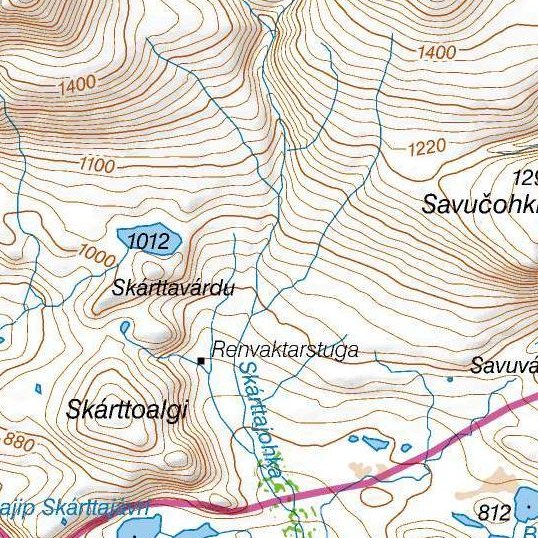 1400
1400
1100
1220
129
Savučohk
1012
1000
Skárttavárdu
Renvaktarstuga
Savuvá
Skárttajohka
Skárttoalgi
880
ajip Skárttajávri
812